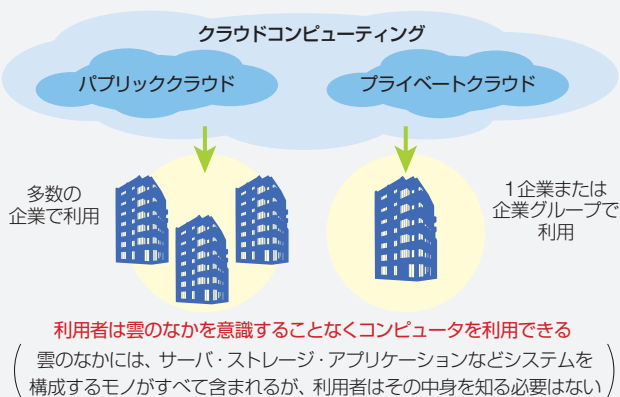 クラウドコンピューティング
パプリッククラウド
プライベートクラウド
多数の
企業で利用
1企業または
企業グループで
利用
利用者は雲のなかを意識することなくコンピュータを利用できる
(雲のなかには、サーバ・ストレージ・アプリケーションなどシステムを
構成するモノがすべて含まれるが、利用者はその中身を知る必要はない)